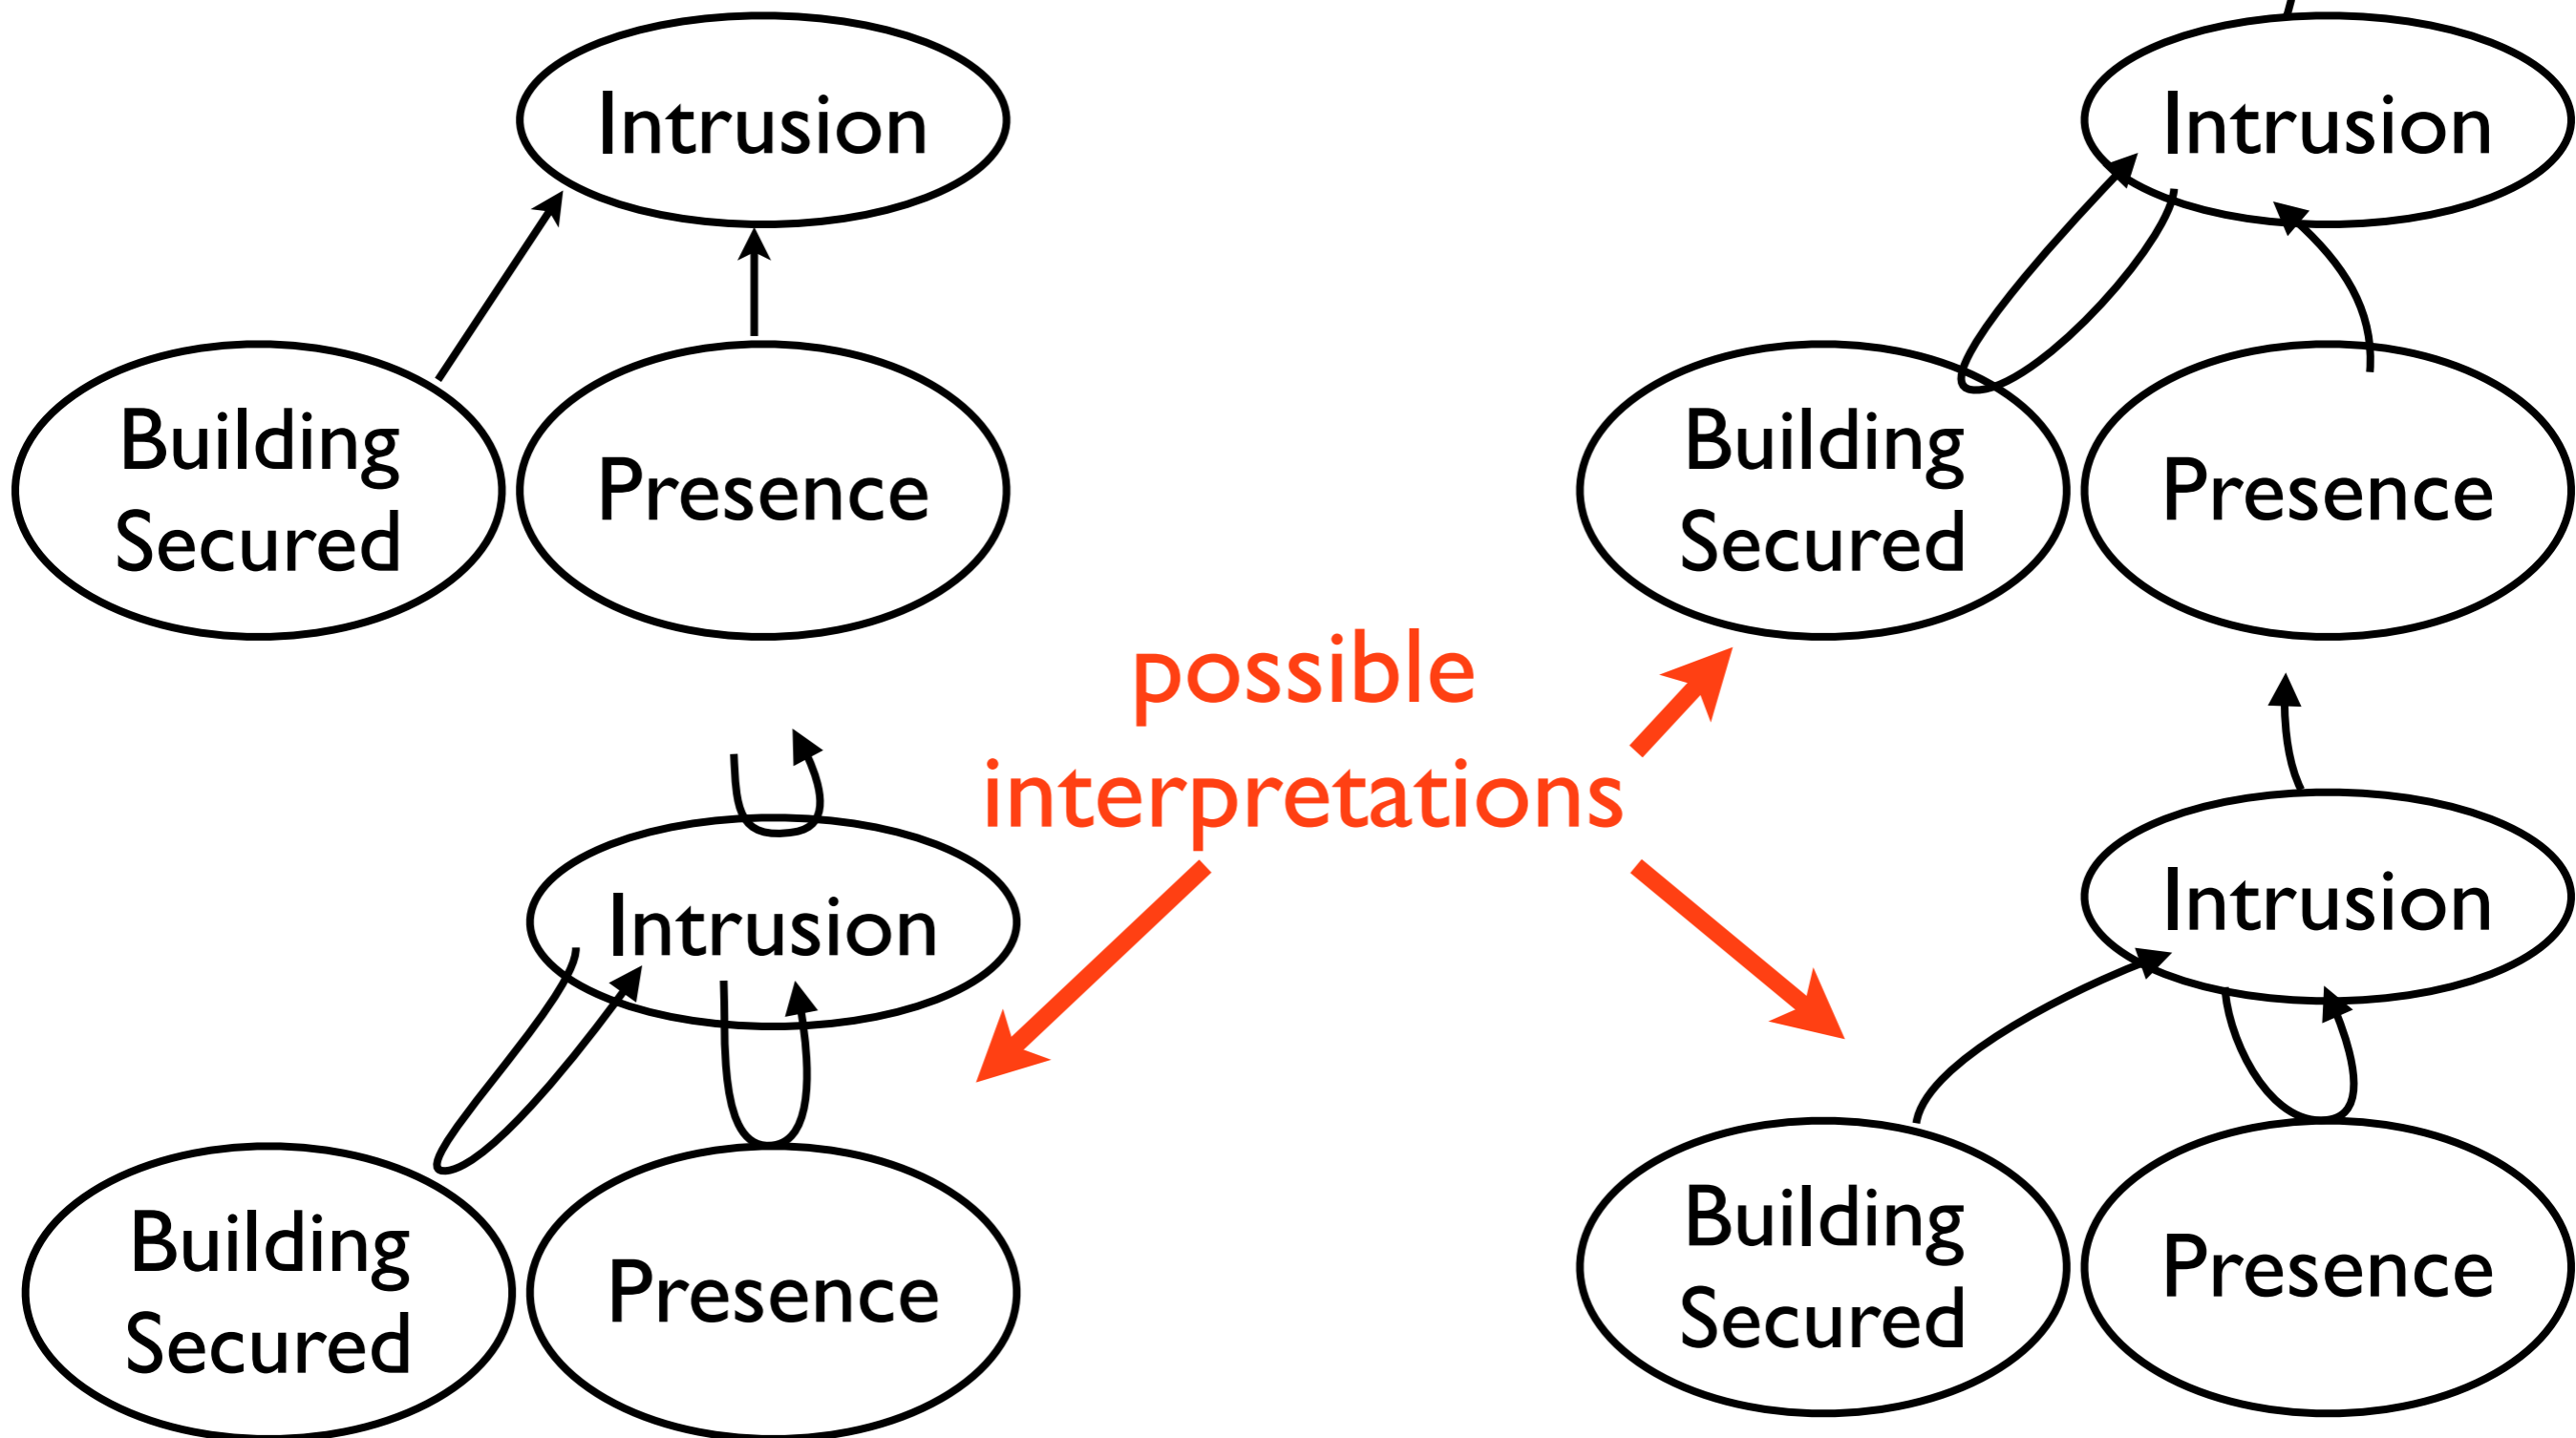 Intrusion
Building
Secured
Presence
Intrusion
Building
Secured
Presence
possible
interpretations
Intrusion
Building
Secured
Presence
Intrusion
Building
Secured
Presence